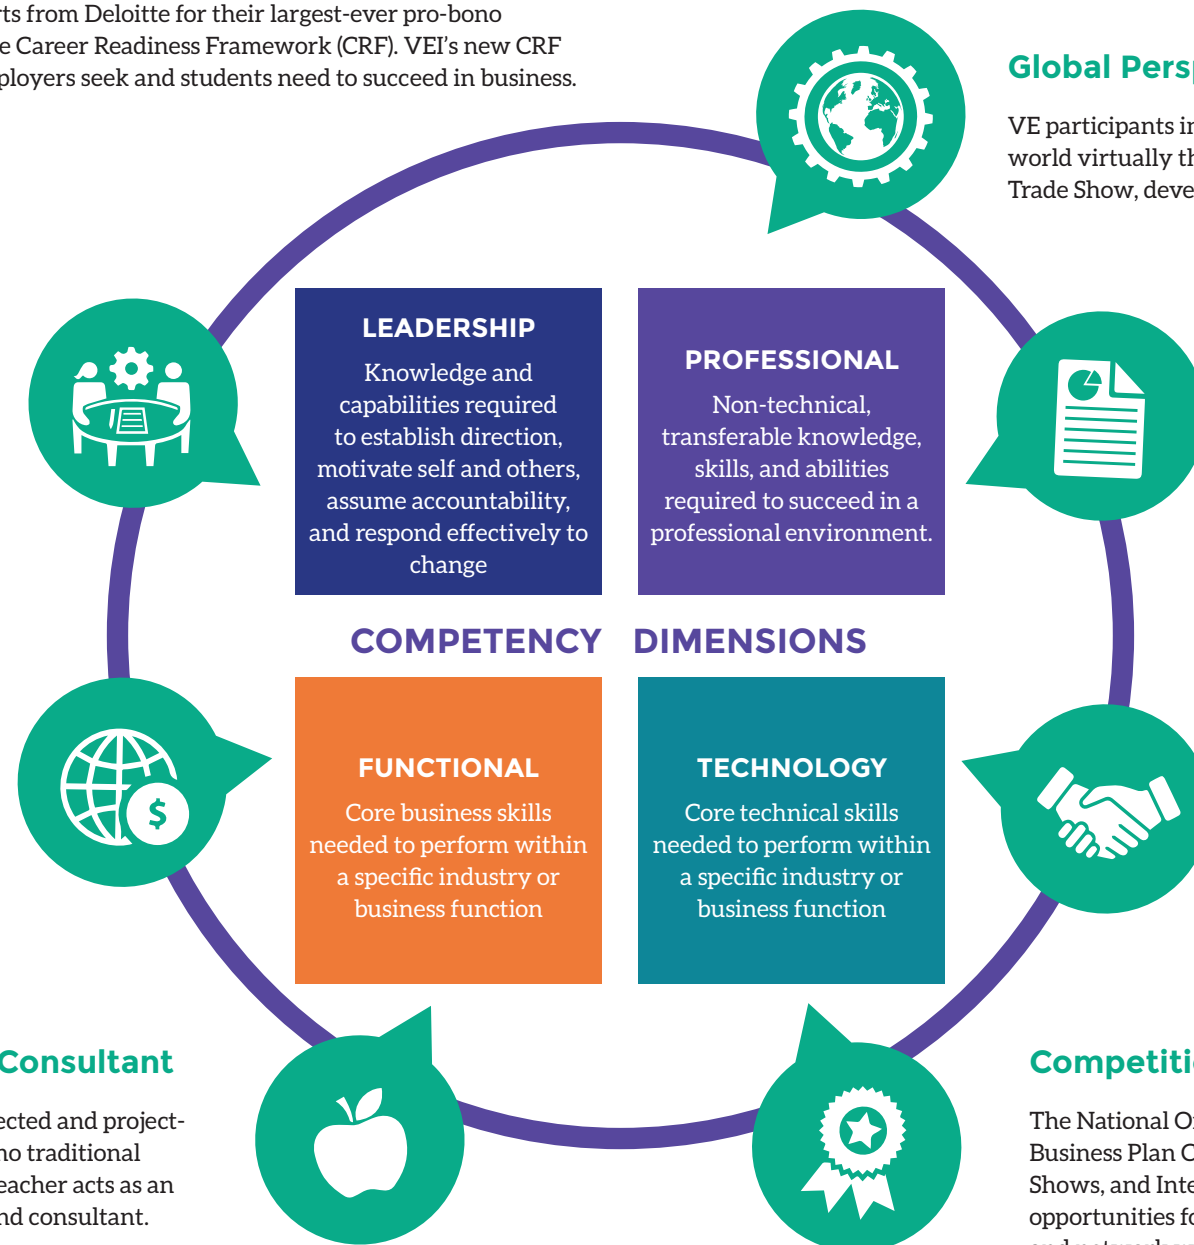 rts from Deloitte for their largest-ever pro-bono
e Career Readiness Framework (CRF). VEI's new CRF
ployers seek and students need to succeed in business.
Global Persp
VE participants in
world virtually th
Trade Show, deve
LEADERSHIP
Knowledge and
capabilities required
to establish direction,
motivate self and others,
assume accountability,
and respond effectively to
change
PROFESSIONAL
Non-technical,
transferable knowledge,
skills, and abilities
required to succeed in a
professional environment.
COMPETENCY DIMENSIONS
FUNCTIONAL
Core business skills
needed to perform within
a specific industry or
business function
TECHNOLOGY
Core technical skills
needed to perform within
a specific industry or
business function
$
Consultant
ected and project-
no traditional
eacher acts as an
nd consultant.
Competitio
The National O
Business Plan C
Shows, and Inte
opportunities fo